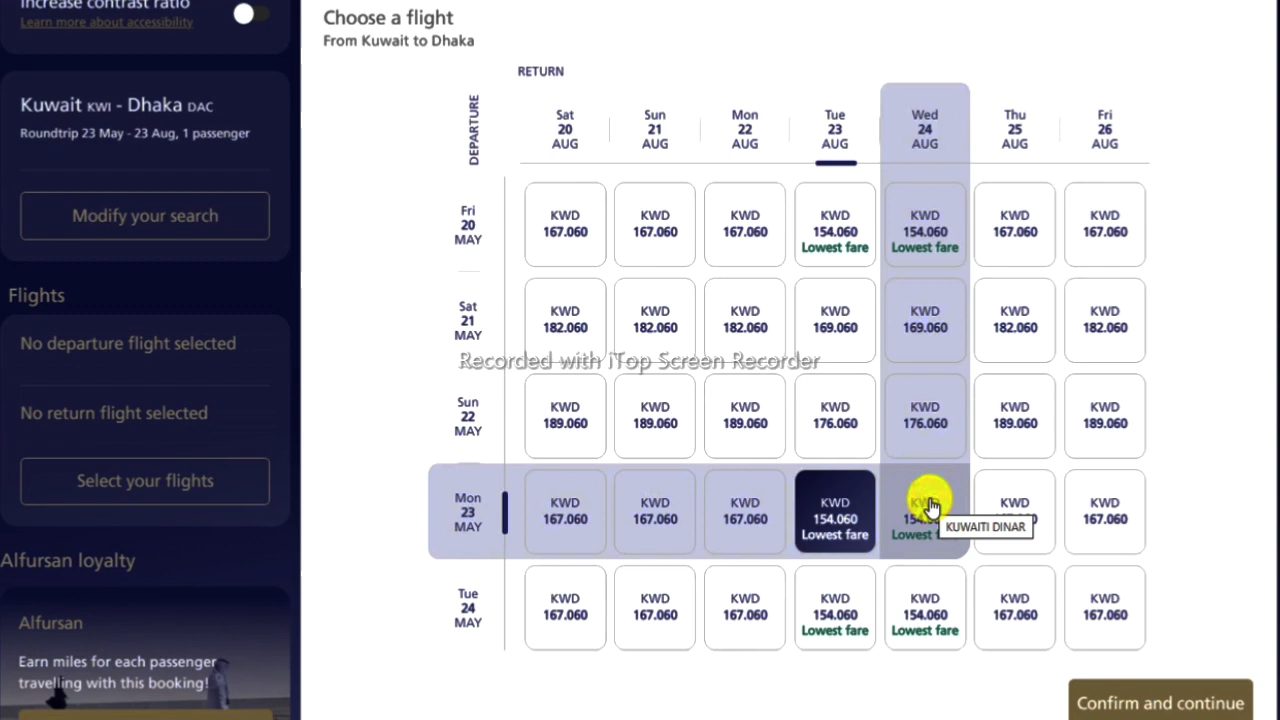 Increase contrast ratio
Learn more about accessibility
Kuwait KWI - Dhaka DAC
Roundtrip 23 May - 23 Aug, 1 passenger
Modify your search
Flights
No departure flight selected
No return flight selected
Select your flights
Alfursan loyalty
Alfursan
Earn miles for each passenger
travelling with this booking!
Choose a flight
From Kuwait to Dhaka
RETURN
DEPARTURE
Sat Sun Mon Tue Wed Thu Fri
20 21 22 23 24 25 26
AUG AUG AUG AUG AUG AUG AUG
Fri
20
MAY
KWD KWD KWD KWD KWD KWD KWD
167.060 167.060 167.060 154.060 154.060 167.060 167.060
Lowest fare Lowest fare
Sat
21
MAY
KWD KWD KWD KWD KWD KWD KWD
182.060 182.060 182.060 169.060 169.060 182.060 182.060
Recorded with iTop Screen Recorder
Sun
22
MAY
KWD KWD KWD KWD KWD KWD KWD
189.060 189.060 189.060 176.060 176.060 189.060 189.060
Mon
23
MAY
KWD KWD KWD KWD KWD KWD
167.060 167.060 167.060 154.060 167.060
Lowest fare Lowest
KUWAITI DINAR
Tue
24
MAY
KWD KWD KWD KWD KWD KWD KWD
167.060 167.060 167.060 154.060 154.060 167.060 167.060
Lowest fare Lowest fare
Confirm and continue